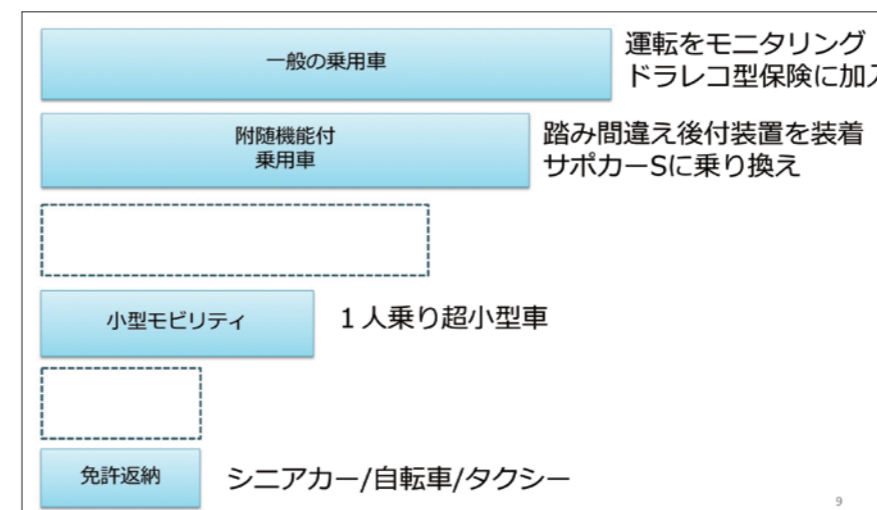 一般の乗用車
運転をモニタリング
ドラレコ型保険に加入
附随機能付
乗用車
踏み間違え後付装置を装着
サポカーSに乗り換え
小型モビリティ
１人乗り超小型車
免許返納
シニアカー/自転車/タクシー
9